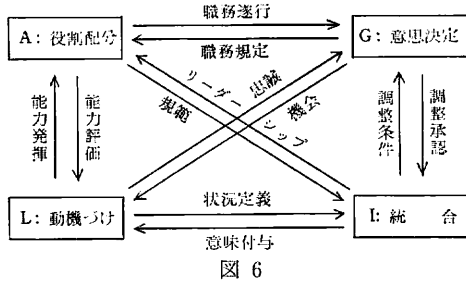 職務遂行
A: 役割配分
G: 意思決定
職務規定
リーダーシップ
忠誠
規範
機会
能力発揮
能力評価
調整条件
調整承認
状況定義
L: 動機づけ
I: 統合
意味付与
図 6